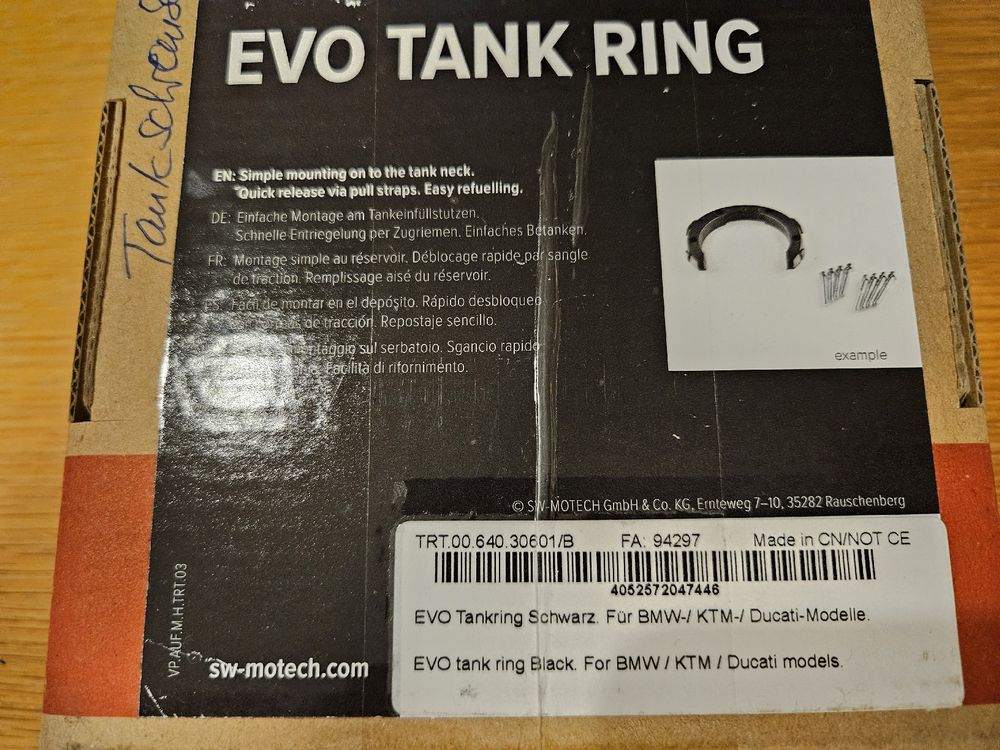 EVO TANK RING
EN: Simple mounting on to the tank neck.
Quick release via pull straps. Easy refuelling.
DE: Einfache Montage am Tankeinfüllstutzen.
Schnelle Entriegelung per Zugriemen. Einfaches Betanken.
FR: Montage simple au réservoir. Déblocage rapide par sangle
de traction. Remplissage aisé du réservoir.
ES: Fácil de montar en el depósito. Rápido desbloqueo
de tracción. Repostaje sencillo.
sul serbatoio. Sgancio rapido
Facilità di rifornimento.
example
© SW-MOTECH GmbH & Co. KG, Ernteweg 7–10, 35282 Rauschenberg
TRT.00.640.30601/B FA: 94297 Made in CN/NOT CE
4052572047446
EVO Tankring Schwarz. Für BMW-/ KTM-/ Ducati-Modelle.
EVO tank ring Black. For BMW / KTM / Ducati models.
sw-motech.com
VP.AUF.M.H.TRT.03